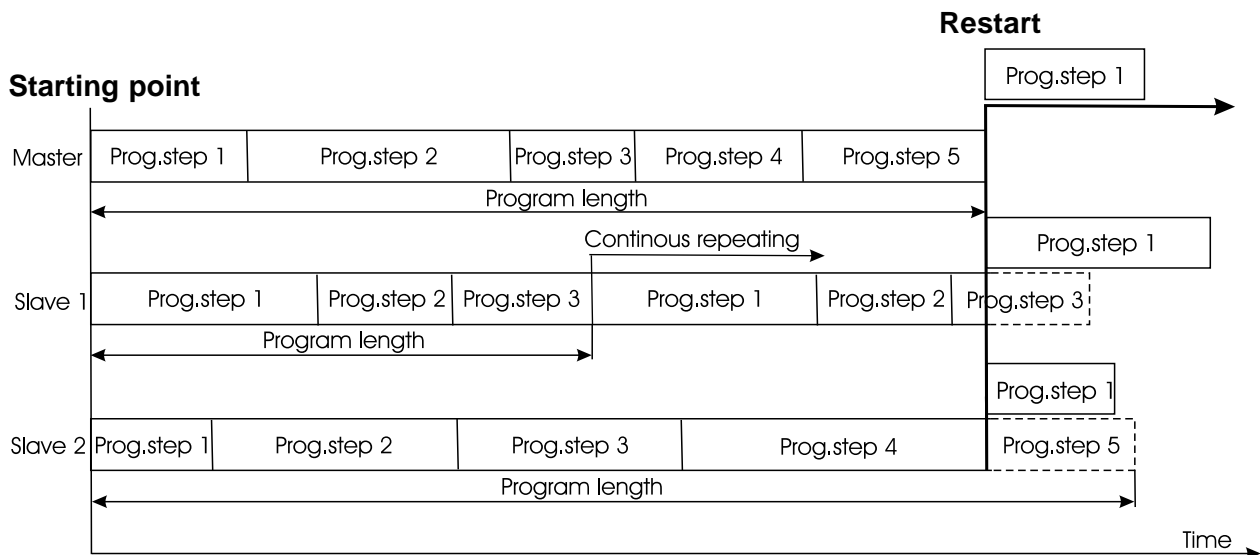 Restart
Prog.step 1
Starting point
Master Prog.step 1 Prog.step 2 Prog.step 3 Prog.step 4 Prog.step 5
Program length
Prog.step 1
Continous repeating
Slave 1 Prog.step 1 Prog.step 2 Prog.step 3 Prog.step 1 Prog.step 2 Prog.step 3
Program length
Prog.step 1
Slave 2 Prog.step 1 Prog.step 2 Prog.step 3 Prog.step 4 Prog.step 5
Program length
Time